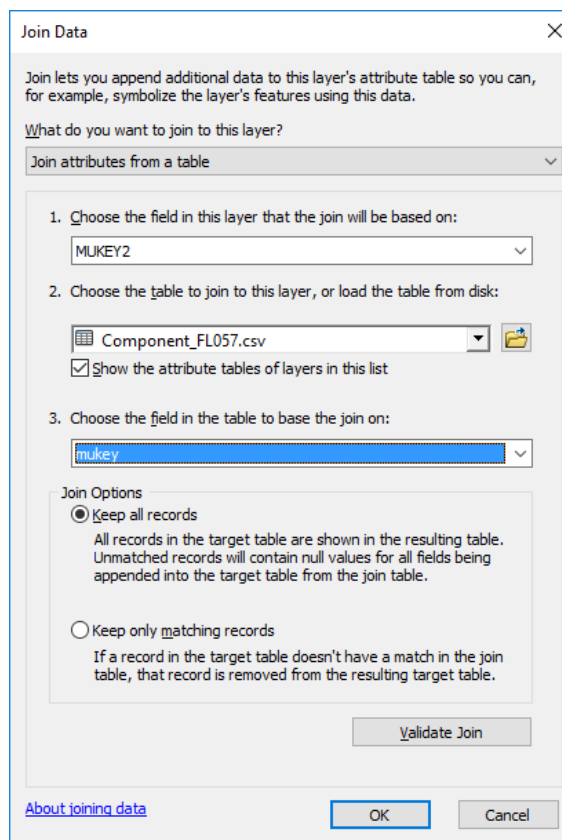 Join Data
Join lets you append additional data to this layer's attribute table so you can,
for example, symbolize the layer's features using this data.
What do you want to join to this layer?
Join attributes from a table
1. Choose the field in this layer that the join will be based on:
MUKEY2
2. Choose the table to join to this layer, or load the table from disk:
Component_FL057.csv
Show the attribute tables of layers in this list
3. Choose the field in the table to base the join on:
mukey
Join Options
Keep all records
All records in the target table are shown in the resulting table.
Unmatched records will contain null values for all fields being
appended into the target table from the join table.
Keep only matching records
If a record in the target table doesn't have a match in the join
table, that record is removed from the resulting target table.
Validate Join
About joining data
OK
Cancel